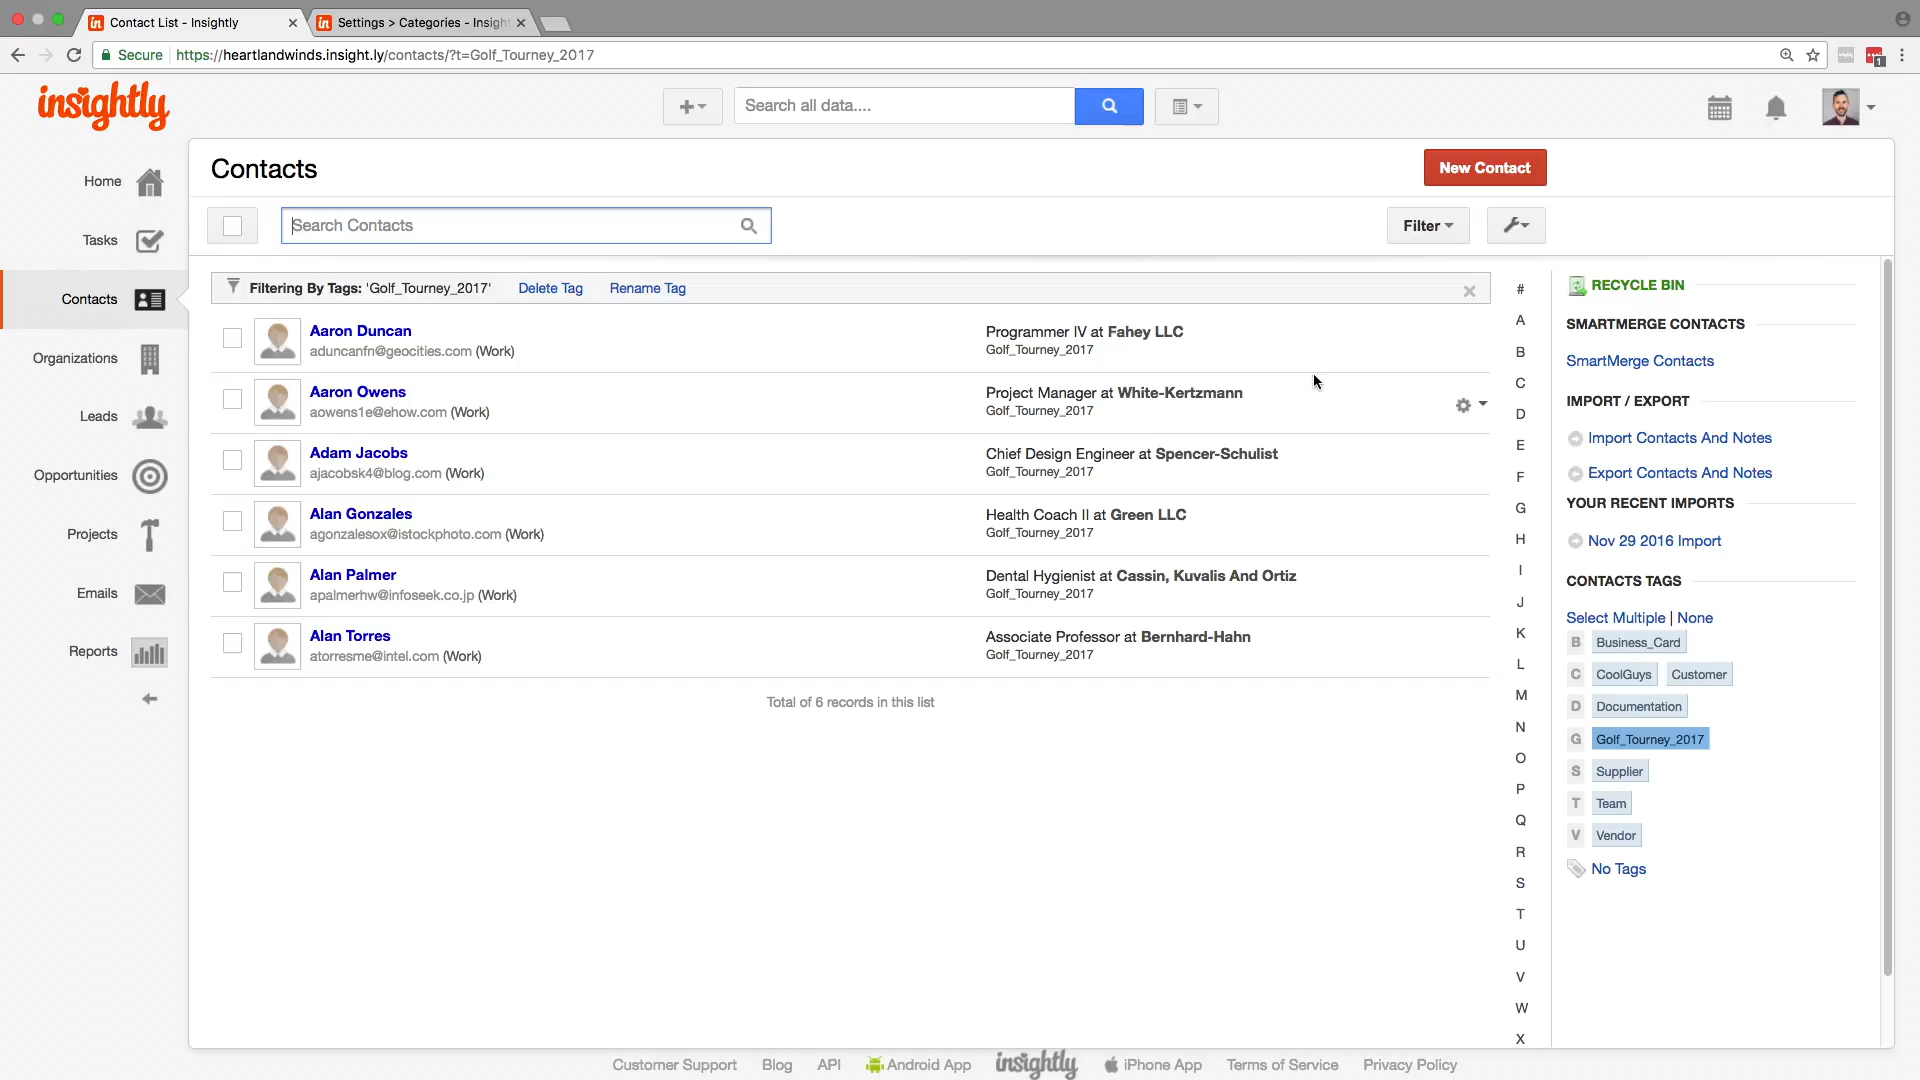 Contact List - Insightly
Settings > Categories - Insigh
Secure https://heartlandwinds.insight.ly/contacts/?t=Golf_Tourney_2017
1
insightly
Search all data....
Home
Tasks
Contacts
Organizations
Leads
Opportunities
Projects
Emails
Reports
Contacts
New Contact
Search Contacts
Filter
Filtering By Tags: 'Golf_Tourney_2017' Delete Tag Rename Tag
Aaron Duncan
aduncanfn@geocities.com (Work)
Programmer IV at Fahey LLC
Golf_Tourney_2017
Aaron Owens
aowens1e@ehow.com (Work)
Project Manager at White-Kertzmann
Golf_Tourney_2017
Adam Jacobs
ajacobsk4@blog.com (Work)
Chief Design Engineer at Spencer-Schulist
Golf_Tourney_2017
Alan Gonzales
agonzalesox@istockphoto.com (Work)
Health Coach II at Green LLC
Golf_Tourney_2017
Alan Palmer
apalmerhw@infoseek.co.jp (Work)
Dental Hygienist at Cassin, Kuvalis And Ortiz
Golf_Tourney_2017
Alan Torres
atorresme@intel.com (Work)
Associate Professor at Bernhard-Hahn
Golf_Tourney_2017
Total of 6 records in this list
#
A
B
C
D
E
F
G
H
I
J
K
L
M
N
O
P
Q
R
S
T
U
V
W
X
RECYCLE BIN
SMARTMERGE CONTACTS
SmartMerge Contacts
IMPORT / EXPORT
Import Contacts And Notes
Export Contacts And Notes
YOUR RECENT IMPORTS
Nov 29 2016 Import
CONTACTS TAGS
Select Multiple | None
B Business_Card
C CoolGuys Customer
D Documentation
G Golf_Tourney_2017
S Supplier
T Team
V Vendor
No Tags
Customer Support Blog API Android App insightly iPhone App Terms of Service Privacy Policy